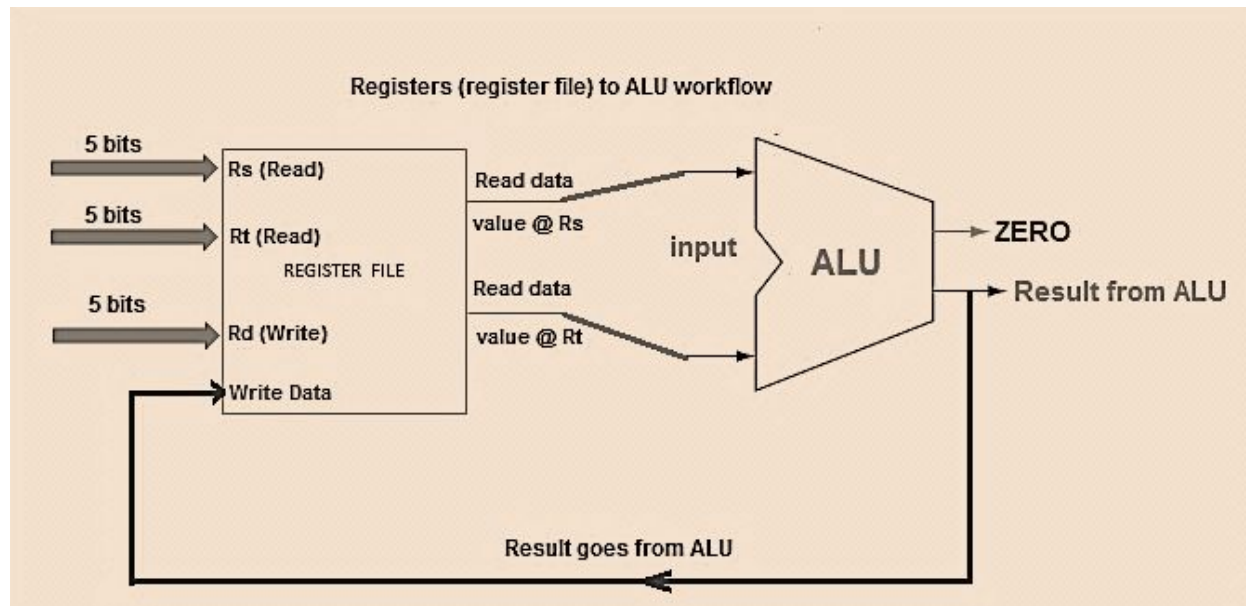 Registers (register file) to ALU workflow
5 bits
Rs (Read)
5 bits
Rt (Read)
REGISTER FILE
5 bits
Rd (Write)
Write Data
Read data
value @ Rs
Read data
value @ Rt
input
ALU
ZERO
Result from ALU
Result goes from ALU